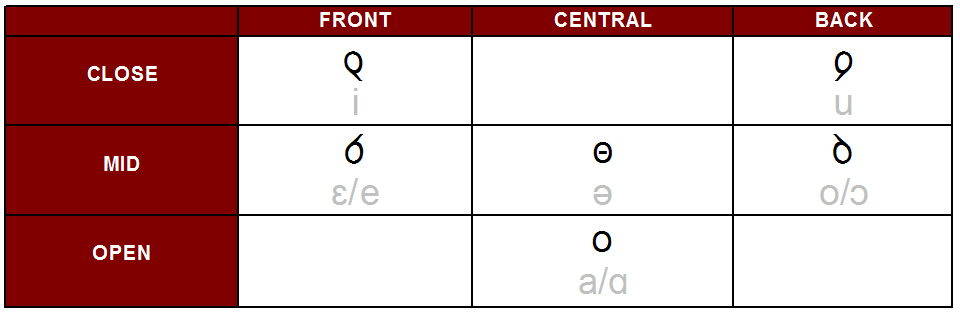 FRONT CENTRAL BACK
CLOSE
i u
MID
ɵ
ɛ/e ə o/ɔ
OPEN
o
a/ɑ